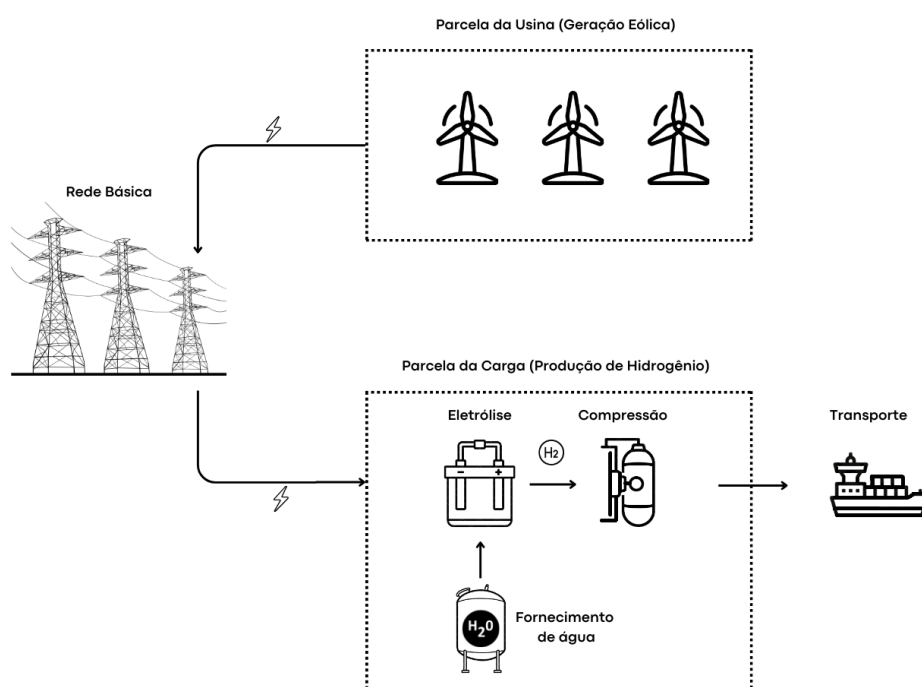 Parcela da Usina (Geração Eólica)
Rede Básica
Parcela da Carga (Produção de Hidrogênio)
Eletrólise
Compressão
Transporte
H2
- +
H2O
Fornecimento
de água